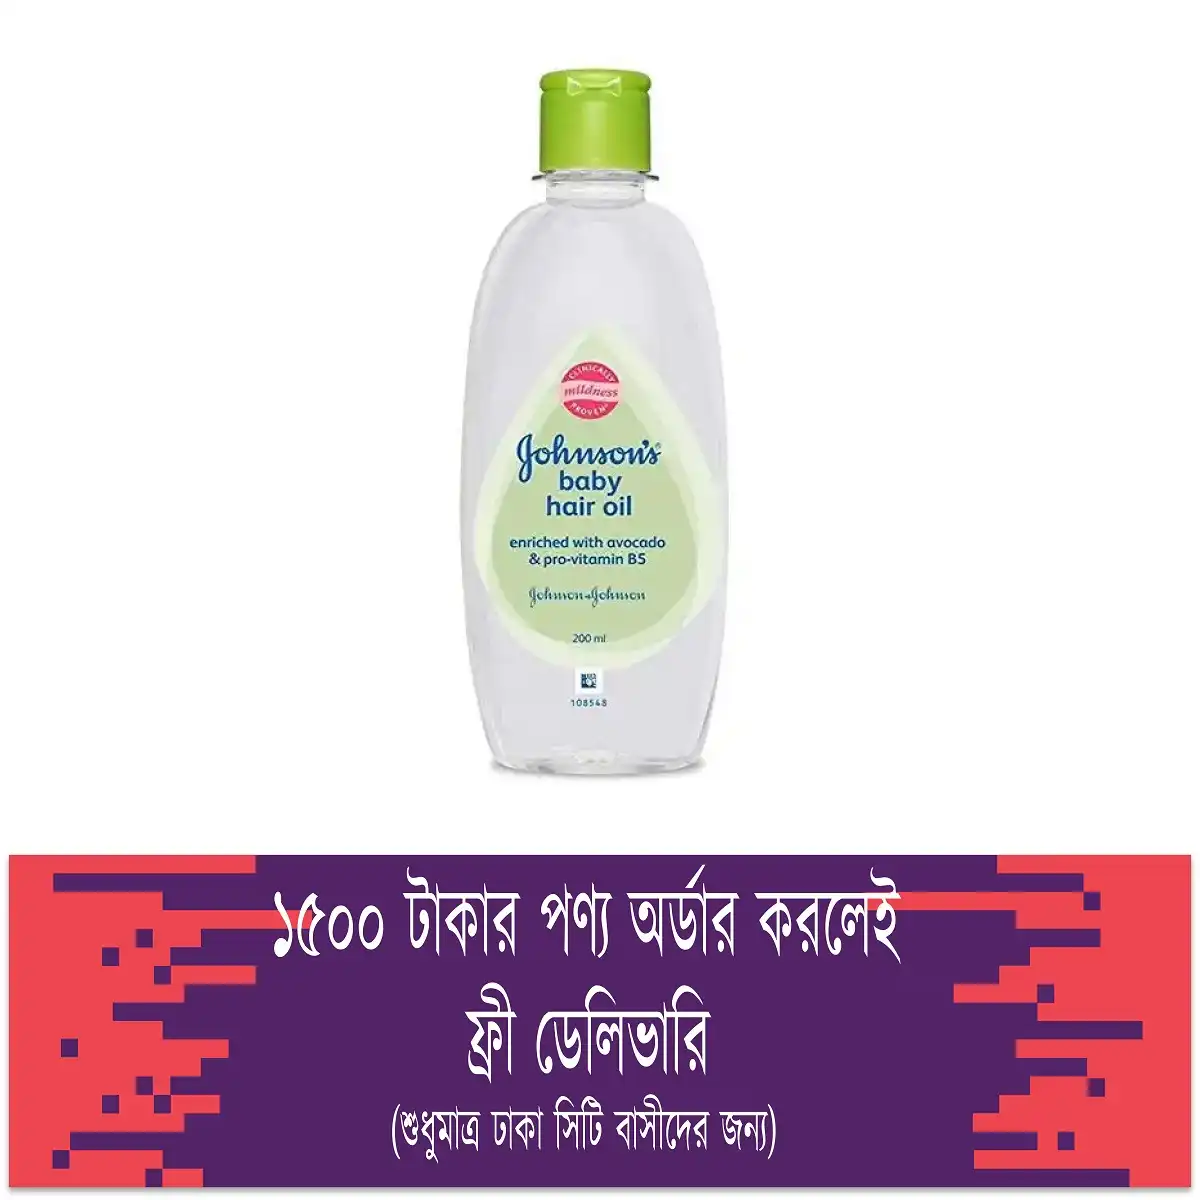 CLINICALLY
mildness
PROVEN
Johnson's®
baby
hair oil
enriched with avocado
& pro-vitamin B5
Johnson & Johnson
200 ml
108548
১৫০০ টাকার পণ্য অর্ডার করলেই
ফ্রী ডেলিভারি
(শুধুমাত্র ঢাকা সিটি বাসীদের জন্য)